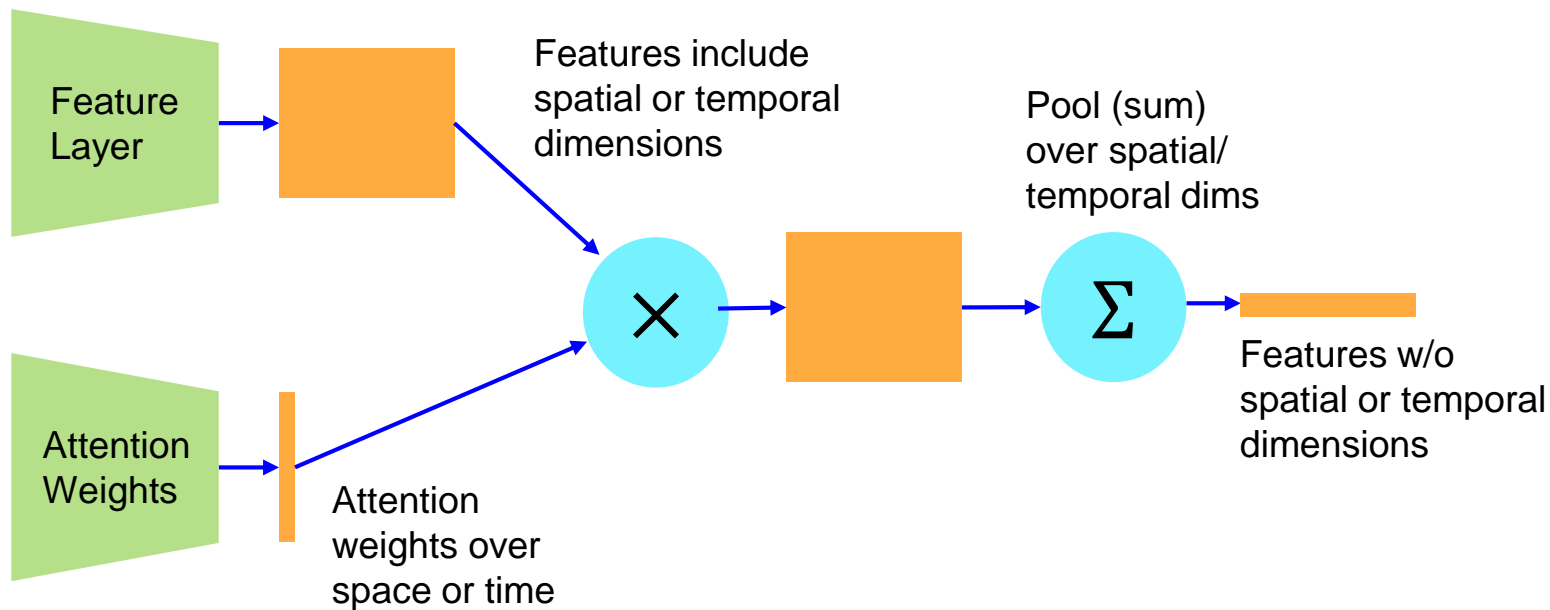 Feature
Layer
Features include
spatial or temporal
dimensions
Pool (sum)
over spatial/
temporal dims
×
Σ
Features w/o
spatial or temporal
dimensions
Attention
Weights
Attention
weights over
space or time